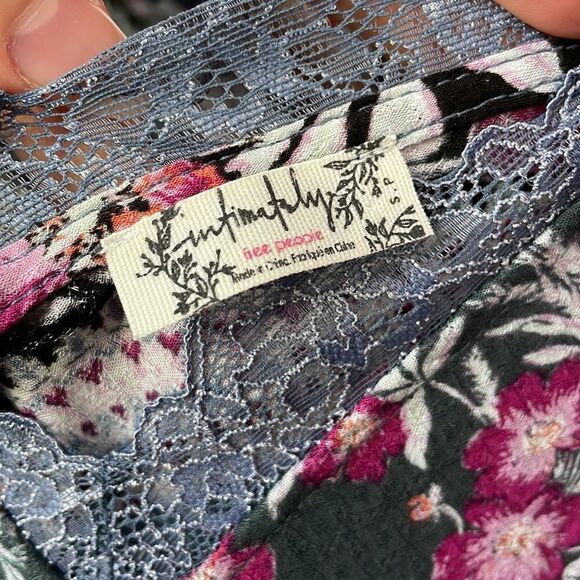 intimately
free people
Made in China. Fabriqué en Chine
S-P